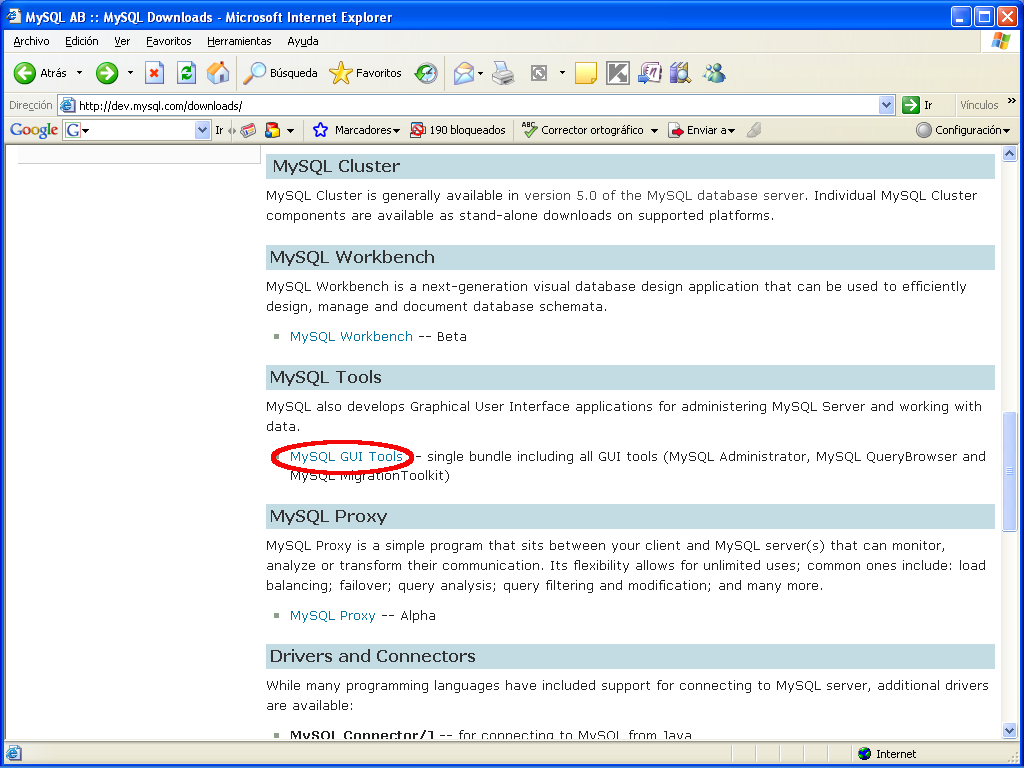 MySQL AB :: MySQL Downloads - Microsoft Internet Explorer
Archivo Edición Ver Favoritos Herramientas Ayuda
Atrás Búsqueda Favoritos
Dirección http://dev.mysql.com/downloads/ Ir Vínculos »
Google G Ir Marcadores 190 bloqueados Corrector ortográfico Enviar a Configuración
MySQL Cluster
MySQL Cluster is generally available in version 5.0 of the MySQL database server. Individual MySQL Cluster
components are available as stand-alone downloads on supported platforms.
MySQL Workbench
MySQL Workbench is a next-generation visual database design application that can be used to efficiently
design, manage and document database schemata.
MySQL Workbench -- Beta
MySQL Tools
MySQL also develops Graphical User Interface applications for administering MySQL Server and working with
data.
MySQL GUI Tools - single bundle including all GUI tools (MySQL Administrator, MySQL QueryBrowser and
MySQL MigrationToolkit)
MySQL Proxy
MySQL Proxy is a simple program that sits between your client and MySQL server(s) that can monitor,
analyze or transform their communication. Its flexibility allows for unlimited uses; common ones include: load
balancing; failover; query analysis; query filtering and modification; and many more.
MySQL Proxy -- Alpha
Drivers and Connectors
While many programming languages have included support for connecting to MySQL server, additional drivers
are available:
MySQL Connector/J -- for connecting to MySQL from Java
Internet